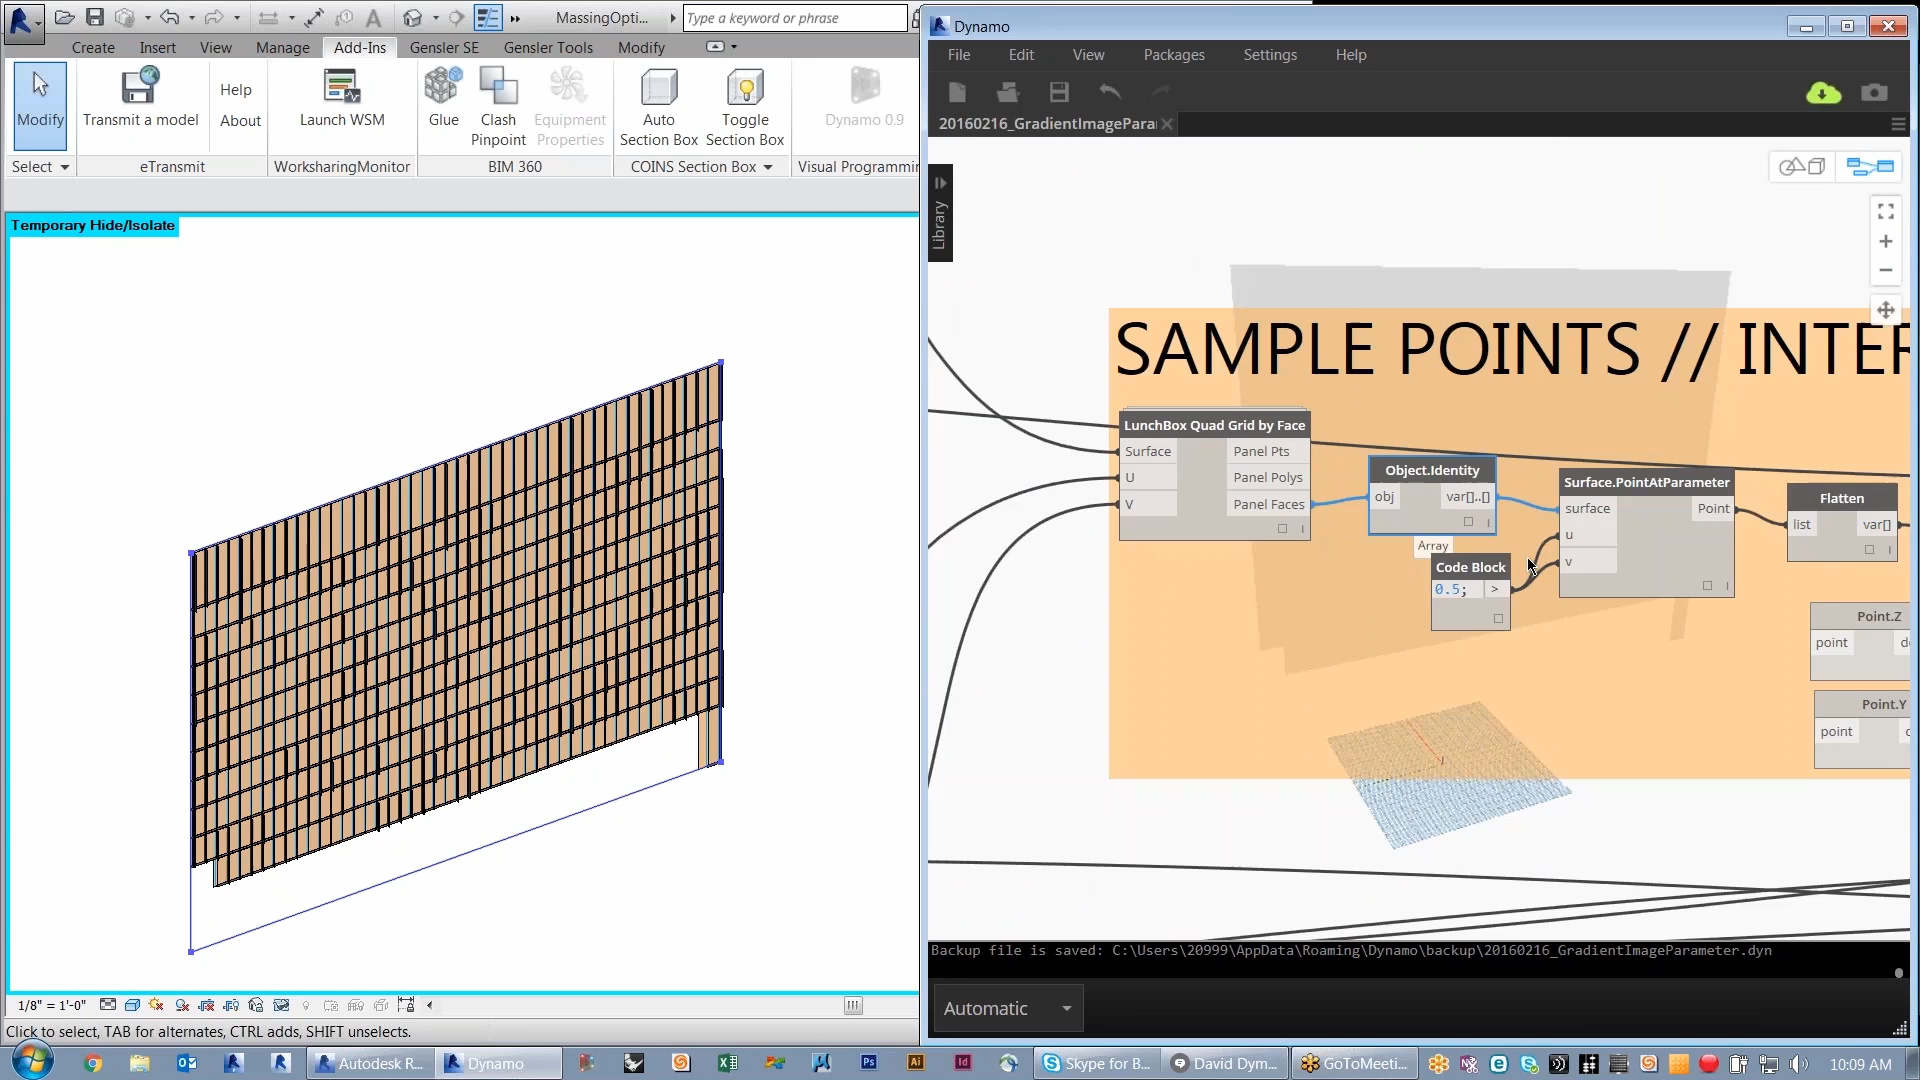 MassingOpti...
Type a keyword or phrase
Create
Insert
View
Manage
Add-Ins
Gensler SE
Gensler Tools
Modify
Modify
Transmit a model
Help
About
Launch WSM
Glue
Clash
Pinpoint
Equipment
Properties
Auto
Section Box
Toggle
Section Box
Dynamo 0.9
Select
eTransmit
WorksharingMonitor
BIM 360
COINS Section Box
Visual Programmin
Temporary Hide/Isolate
1/8" = 1'-0"
Click to select, TAB for alternates, CTRL adds, SHIFT unselects.
Dynamo
File
Edit
View
Packages
Settings
Help
20160216_GradientImagePara
Library
SAMPLE POINTS // INTER
LunchBox Quad Grid by Face
Surface
Panel Pts
U
Panel Polys
V
Panel Faces
Object.Identity
obj
var[]..[]
Array
Code Block
0.5;
>
Surface.PointAtParameter
surface
Point
u
v
Flatten
list
var[]
Point.Z
point
Point.Y
point
Backup file is saved: C:\Users\20999\AppData\Roaming\Dynamo\backup\20160216_GradientImageParameter.dyn
Automatic
Autodesk R...
Dynamo
Skype for B...
David Dym...
GoToMeeti...
10:09 AM